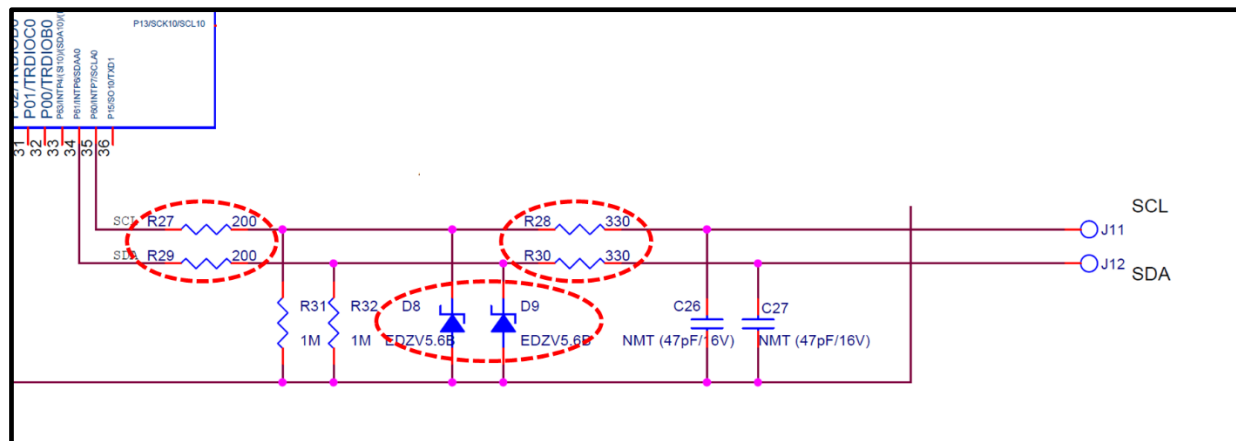 P13/SCK10/SCL10
P01/TRDIOC0
P00/TRDIOB0
P61/INTP6/SDAA0
P60/INTP7/SCLA0
P15/SO10/TXD1
31
32
33
34
35
36
R27 200
SDA R29 200
R28 330
R30 330
SCL
J11
J12
SDA
R31
1M
R32
1M
D8
EDZV5.6B
D9
EDZV5.6B
C26
NMT (47pF/16V)
C27
NMT (47pF/16V)